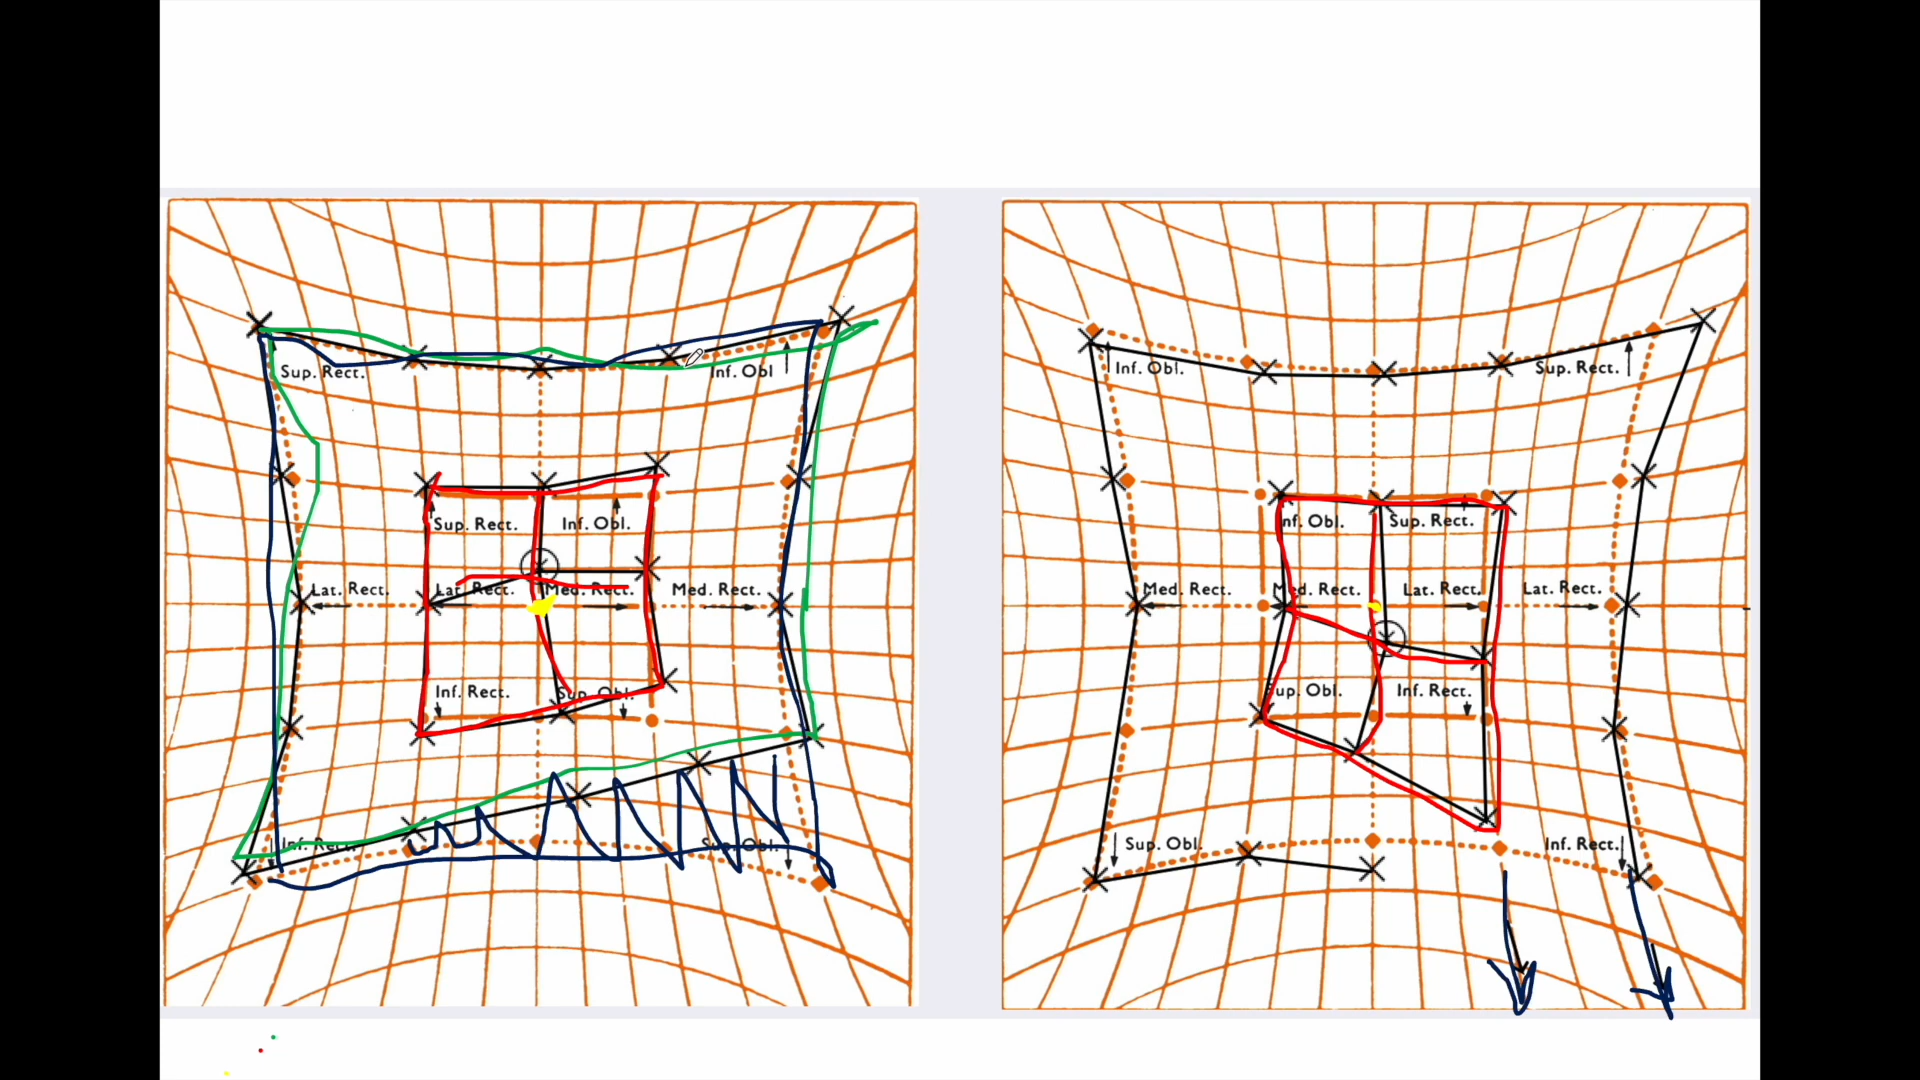 Sup. Rect.
Inf. Obl
Sup. Rect.
Inf. Obl.
Lat. Rect.
Lat. Rect.
Med. Rect.
Med. Rect.
Inf. Rect.
Sup. Obl.
Inf. Rect.
Sup. Obl.
Inf. Obl.
Sup. Rect.
Inf. Obl.
Sup. Rect.
Med. Rect.
Med. Rect.
Lat. Rect.
Lat. Rect.
Sup. Obl.
Inf. Rect.
Sup. Obl.
Inf. Rect.